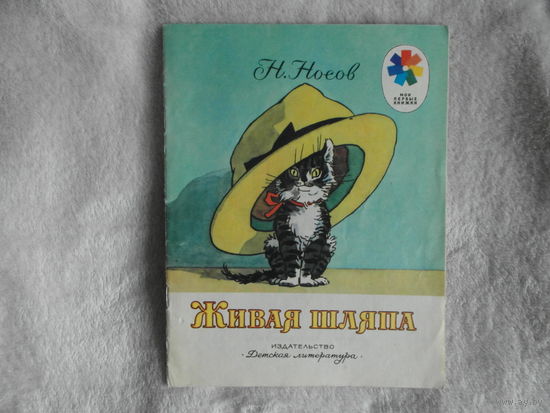 Н. Носов
МОИ
ПЕРВЫЕ
КНИЖКИ
ЖИВАЯ ШЛЯПА
ИЗДАТЕЛЬСТВО
«Детская литература»